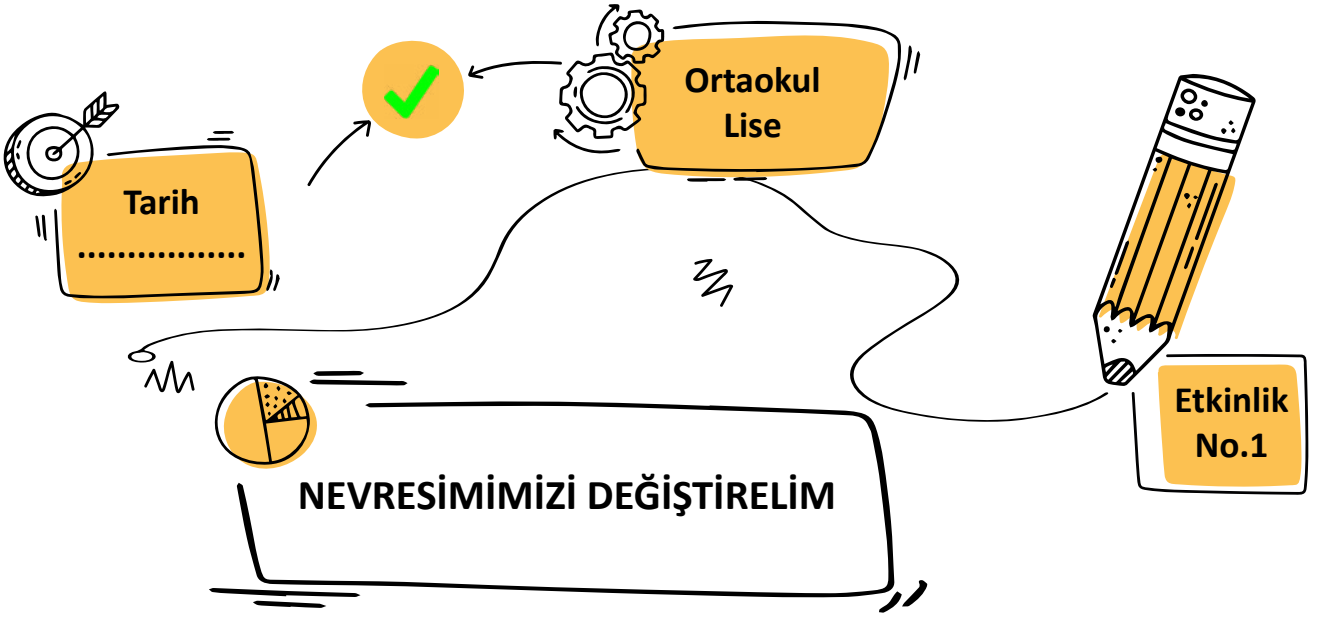 Ortaokul
Lise
Tarih
.................
Etkinlik
No.1
NEVRESİMİMİZİ DEĞİŞTİRELİM